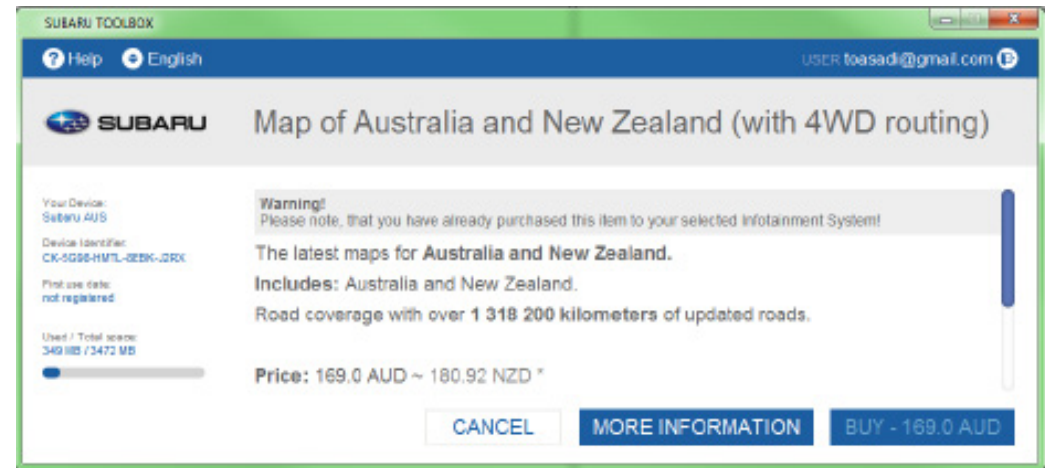 SUBARU TOOLBOX
Help English
USER toasadi@gmail.com
SUBARU
Map of Australia and New Zealand (with 4WD routing)
Your Device:
Subaru AUS
Device Identifier:
First use date:
not registered
Used / Total space:
349 MB / 3472 MB
Warning!
Please note, that you have already purchased this item to your selected Infotainment System!
The latest maps for Australia and New Zealand.
Includes: Australia and New Zealand.
Road coverage with over 1 318 200 kilometers of updated roads.
Price: 169.0 AUD ~ 180.92 NZD *
CANCEL
MORE INFORMATION
BUY - 169.0 AUD